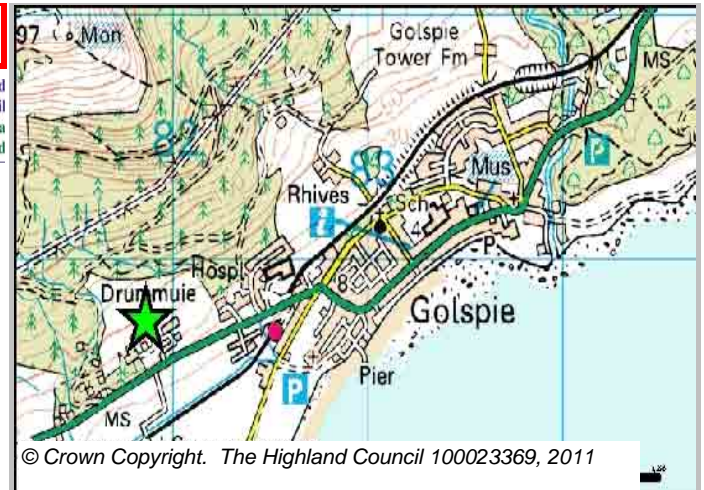 97
Mon
Golspie
Tower Fm
MS
82
83
P
Mus
Rhives
Sch
i
4
Hospl
P
8
Drummuie
Golspie
Pier
P
MS
© Crown Copyright. The Highland Council 100023369, 2011